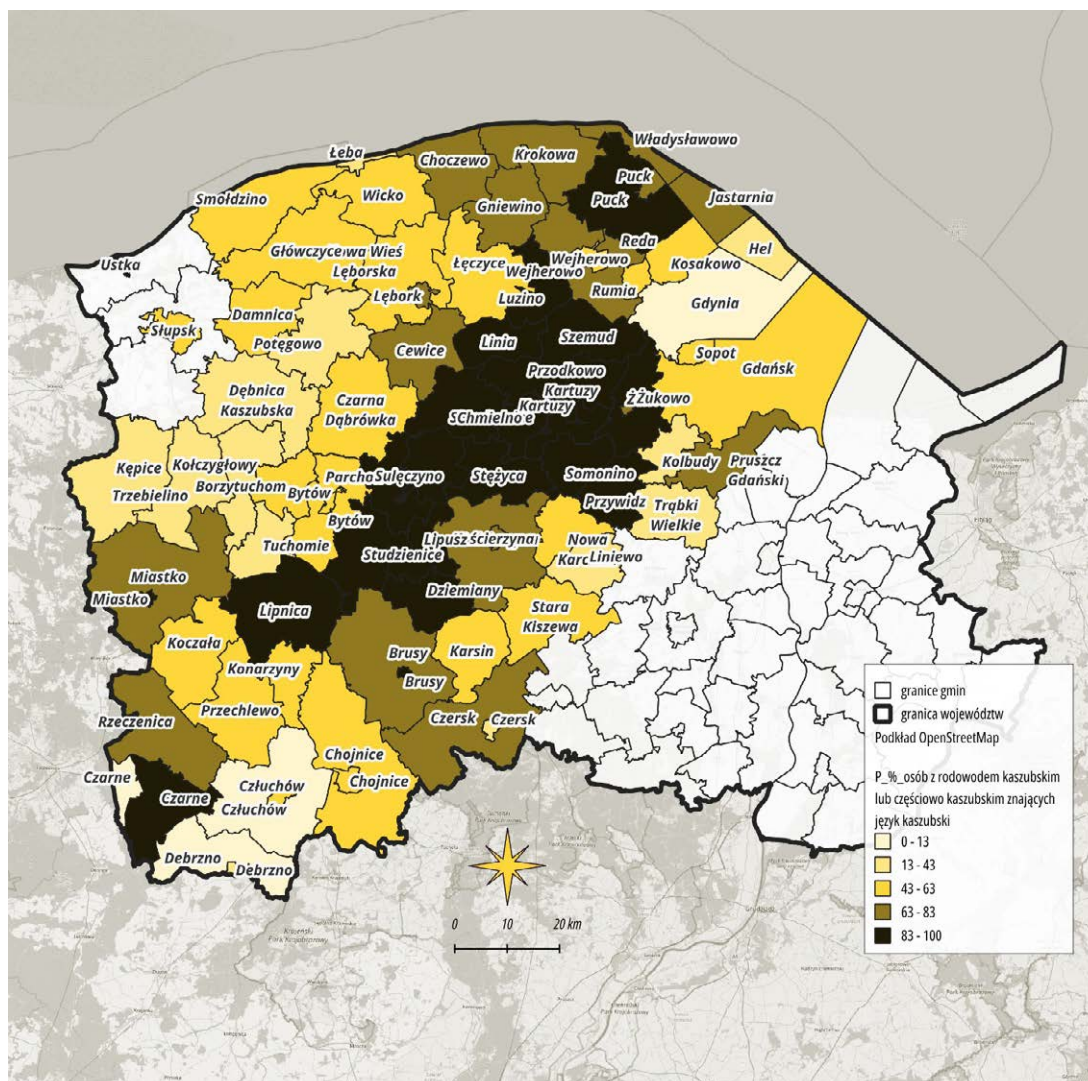 Władysławowo
Łeba
Choczewo
Krokowa
Puck
Wicko
Puck
Jastarnia
Smołdzino
Gniewino
Reda
Główczyce
wa Wieś
Hel
Ustka
Lęborska
Łęczyce
Wejherowo
Wejherowo
Kosakowo
Lębork
Luzino
Rumia
Gdynia
Damnica
Słupsk
Potęgowo
Cewice
Linia
Szemud
Sopot
Przodkowo
Gdańsk
Dębnica
Kaszubska
Czarna
Dąbrówka
Kartuzy
Kartuzy
Żukowo
Chmielno
Kępice
Kołczygłowy
Parcho
Sulęczyno
Stężyca
Somonino
Kolbudy
Pruszcz
Gdański
Trzebielino
Borzytuchom
Bytów
Przywidz
Trąbki
Wielkie
Bytów
Tuchomie
Lipusz
ścierzyna
Nowa
Karc
Liniewo
Studzienice
Miastko
Dziemiany
Miastko
Lipnica
Stara
Kiszewa
Koczała
Brusy
Karsin
Konarzyny
Brusy
Przechlewo
Rzeczenica
Czersk
Czersk
Chojnice
Czarne
Człuchów
Chojnice
Czarne
Człuchów
Debrzno
Debrzno
granice gmin
granica województw
Podkład OpenStreetMap
P_%_osób z rodowodem kaszubskim
lub częściowo kaszubskim znających
język kaszubski
0 - 13
13 - 43
43 - 63
63 - 83
83 - 100
0 10 20 km